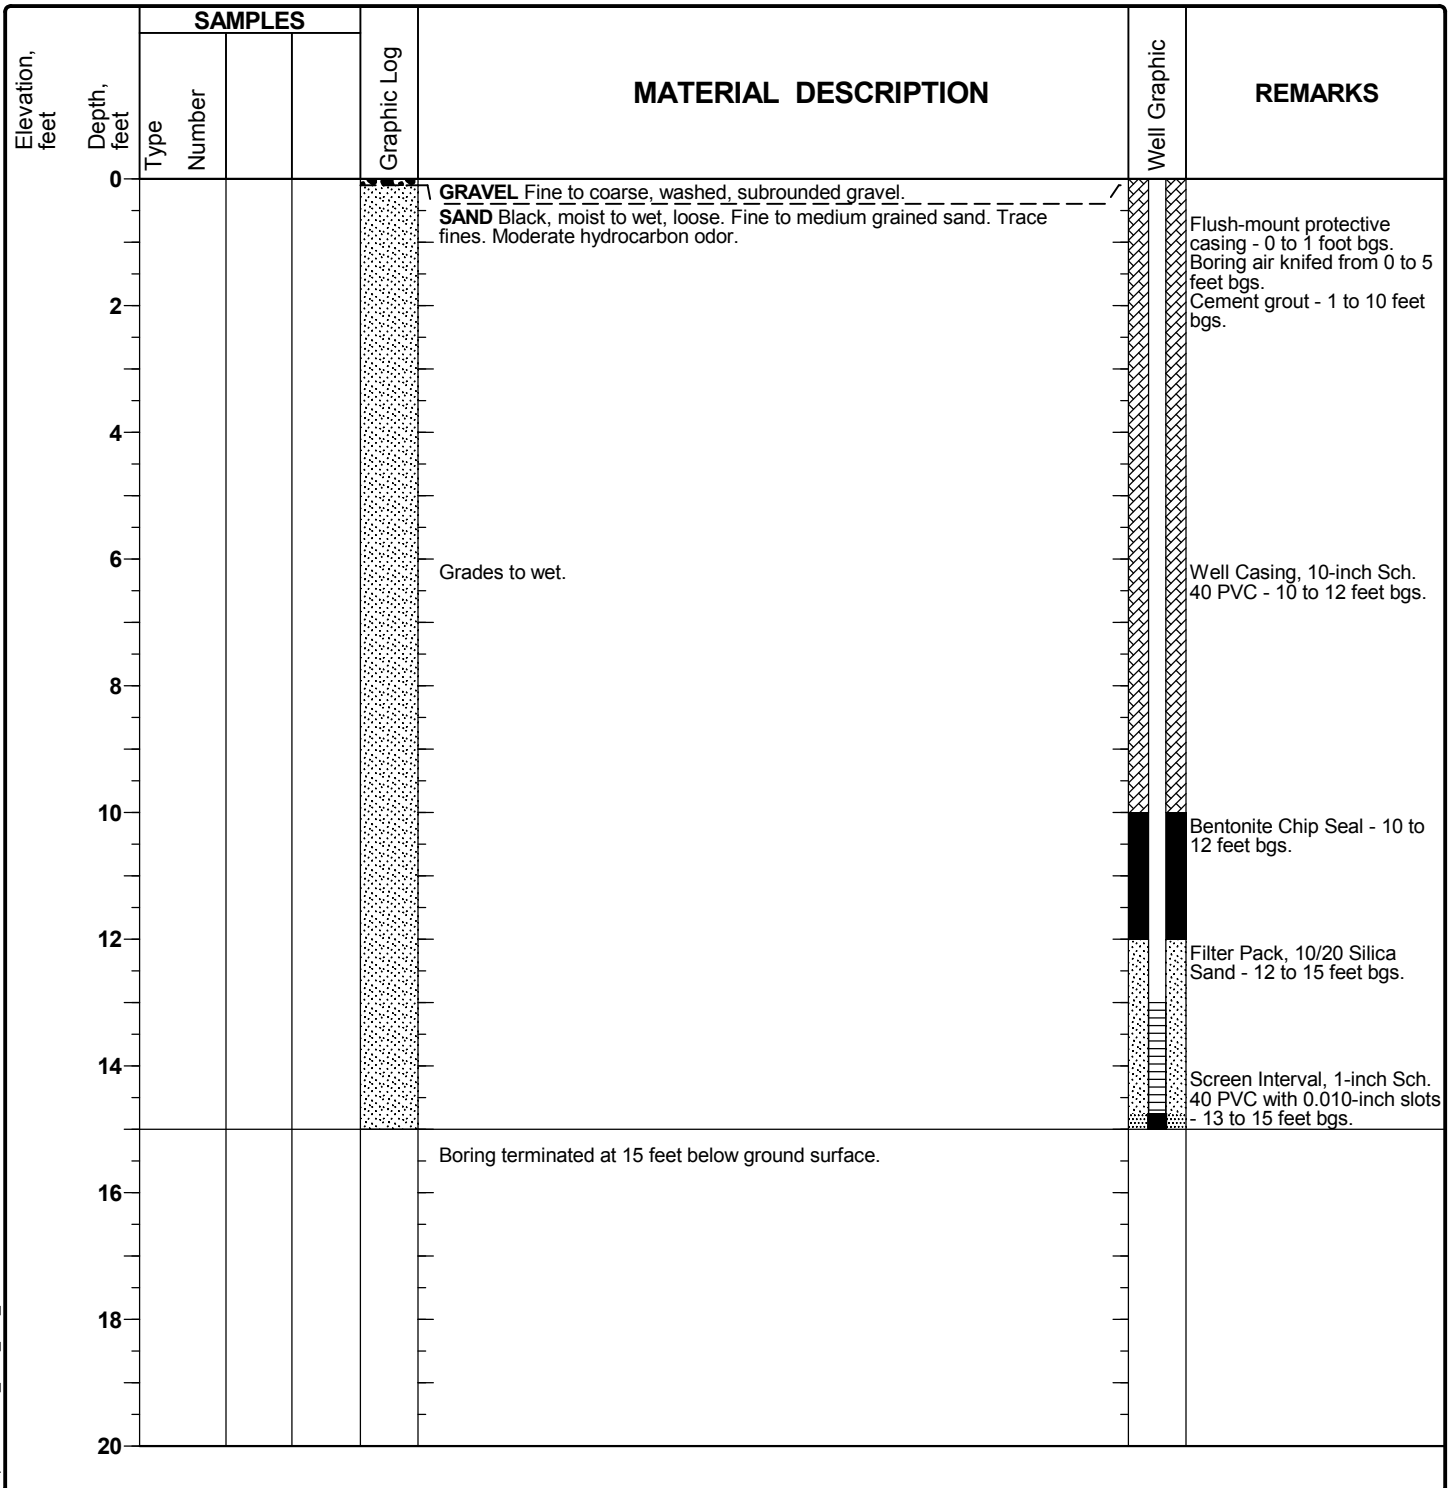 SAMPLES
Elevation,
feet
Depth,
feet
Type
Number
Graphic Log
MATERIAL DESCRIPTION
Well Graphic
REMARKS
0
GRAVEL Fine to coarse, washed, subrounded gravel.
SAND Black, moist to wet, loose. Fine to medium grained sand. Trace
fines. Moderate hydrocarbon odor.
Flush-mount protective
casing - 0 to 1 foot bgs.
Boring air knifed from 0 to 5
feet bgs.
Cement grout - 1 to 10 feet
bgs.
2
4
6
Grades to wet.
Well Casing, 10-inch Sch.
40 PVC - 10 to 12 feet bgs.
8
10
Bentonite Chip Seal - 10 to
12 feet bgs.
12
Filter Pack, 10/20 Silica
Sand - 12 to 15 feet bgs.
14
Screen Interval, 1-inch Sch.
40 PVC with 0.010-inch slots
- 13 to 15 feet bgs.
Boring terminated at 15 feet below ground surface.
16
18
20